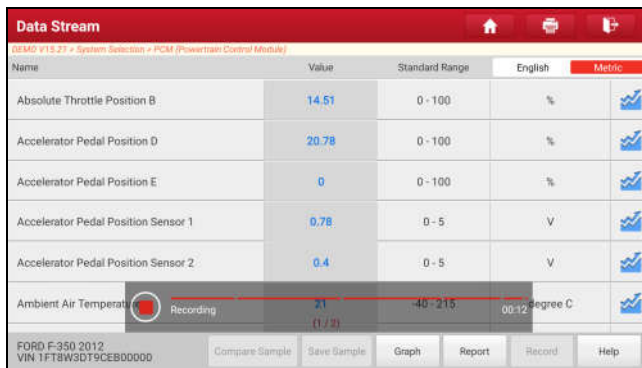 Data Stream
DEMO V15.21 > System Selection > PCM (Powertrain Control Module)
Name Value Standard Range English Metric
Absolute Throttle Position B 14.51 0 - 100 %
Accelerator Pedal Position D 20.78 0 - 100 %
Accelerator Pedal Position E 0 0 - 100 %
Accelerator Pedal Position Sensor 1 0.78 0 - 5 V
Accelerator Pedal Position Sensor 2 0.4 0 - 5 V
Ambient Air Temperature 21 -40 - 215 degree C
Recording 00:12
(1 / 2)
FORD F-350 2012
VIN 1FT8W3DT9CEB00000
Compare Sample Save Sample Graph Report Record Help